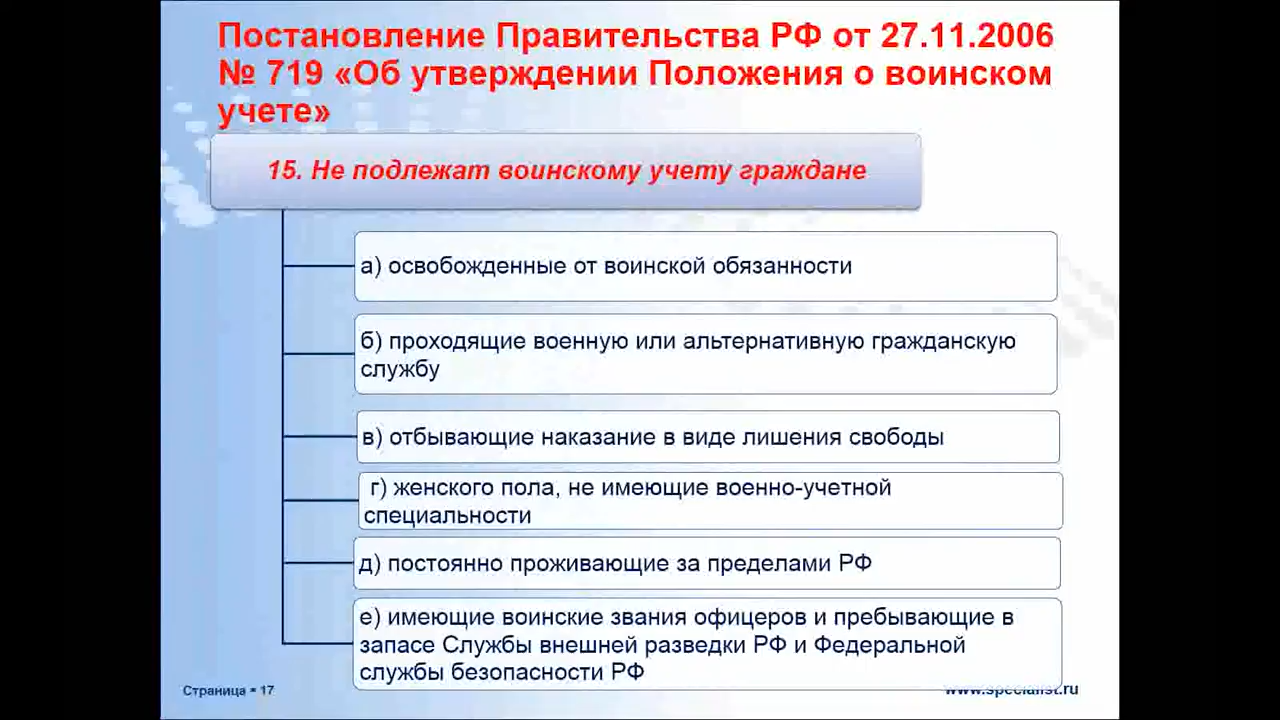 Постановление Правительства РФ от 27.11.2006
№ 719 «Об утверждении Положения о воинском
учете»
15. Не подлежат воинскому учету граждане
а) освобожденные от воинской обязанности
б) проходящие военную или альтернативную гражданскую
службу
в) отбывающие наказание в виде лишения свободы
г) женского пола, не имеющие военно-учетной
специальности
д) постоянно проживающие за пределами РФ
е) имеющие воинские звания офицеров и пребывающие в
запасе Службы внешней разведки РФ и Федеральной
службы безопасности РФ
Страница ▪ 17
www.specialist.ru